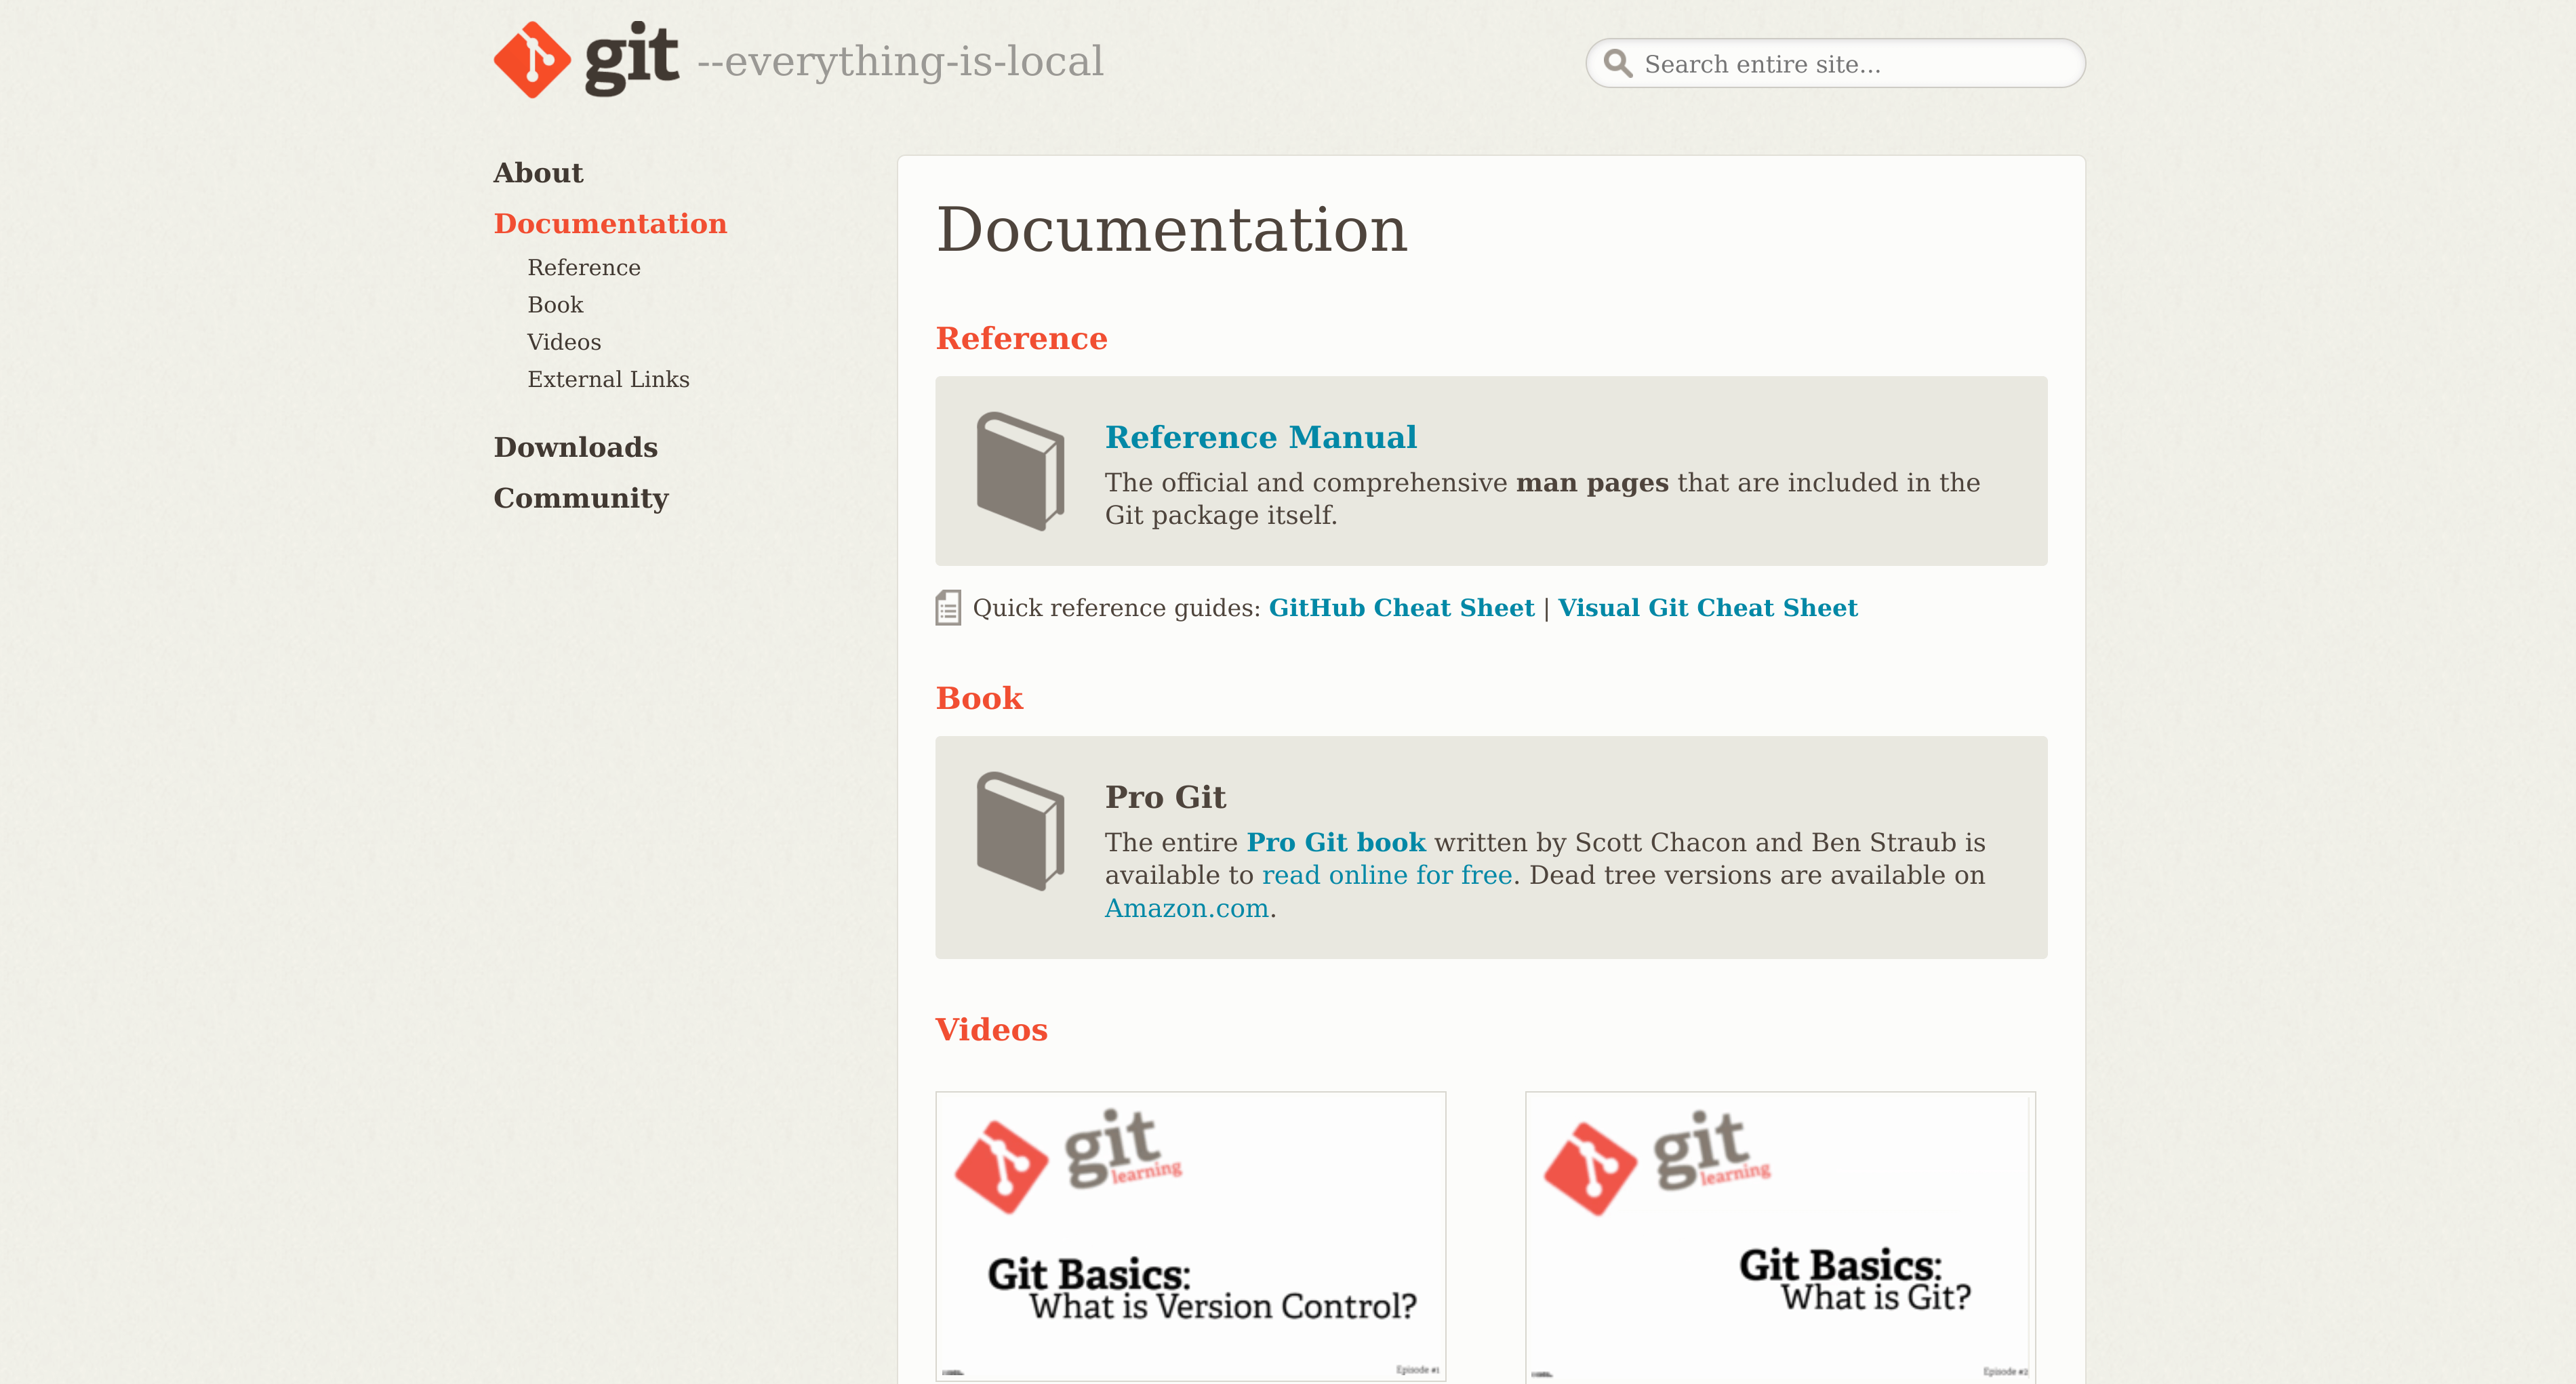 git --everything-is-local
Search entire site...
About
Documentation
Reference
Book
Videos
External Links
Downloads
Community
Documentation
Reference
Reference Manual
The official and comprehensive man pages that are included in the
Git package itself.
Quick reference guides: GitHub Cheat Sheet | Visual Git Cheat Sheet
Book
Pro Git
The entire Pro Git book written by Scott Chacon and Ben Straub is
available to read online for free. Dead tree versions are available on
Amazon.com.
Videos
git
learning
Git Basics:
What is Version Control?
Episode #1
git
learning
Git Basics:
What is Git?
Episode #2